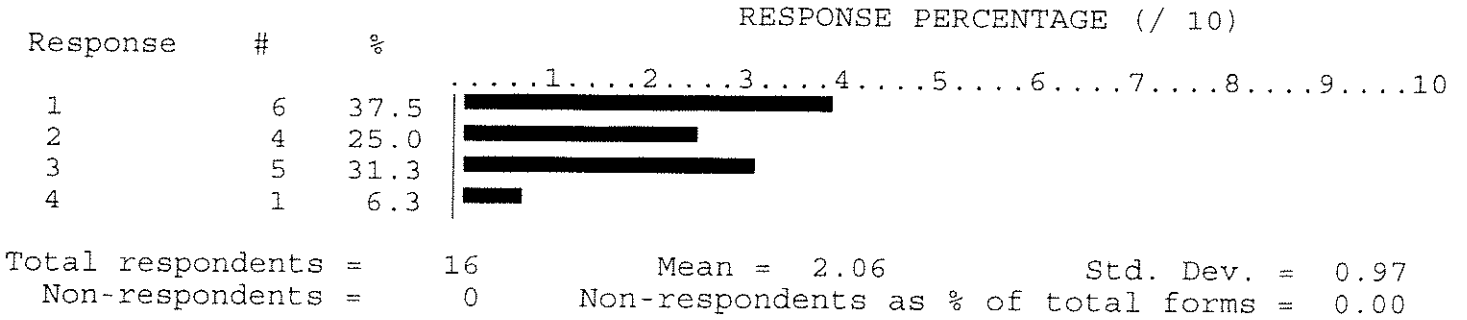 RESPONSE PERCENTAGE (/ 10)
Response # %
.....1....2....3....4....5....6....7....8....9....10
1 6 37.5
2 4 25.0
3 5 31.3
4 1 6.3
Total respondents = 16 Mean = 2.06 Std. Dev. = 0.97
Non-respondents = 0 Non-respondents as % of total forms = 0.00